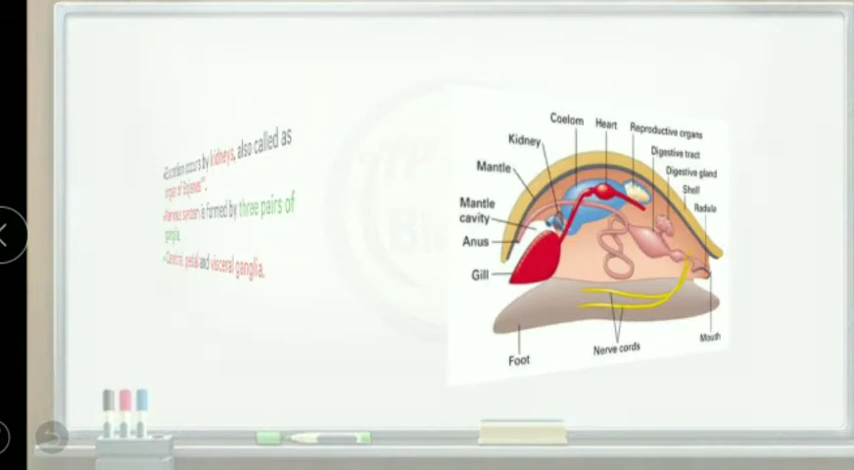 •Excretion occurs by kidneys, also called as
organ of Bojanus”.
•Nervous system is formed by three pairs of
ganglia.
•Cerebral, pedal and visceral ganglia.
Coelom
Heart
Reproductive organs
Kidney
Digestive tract
Mantle
Digestive gland
Shell
Mantle
cavity
Radula
Anus
Gill
Mouth
Nerve cords
Foot